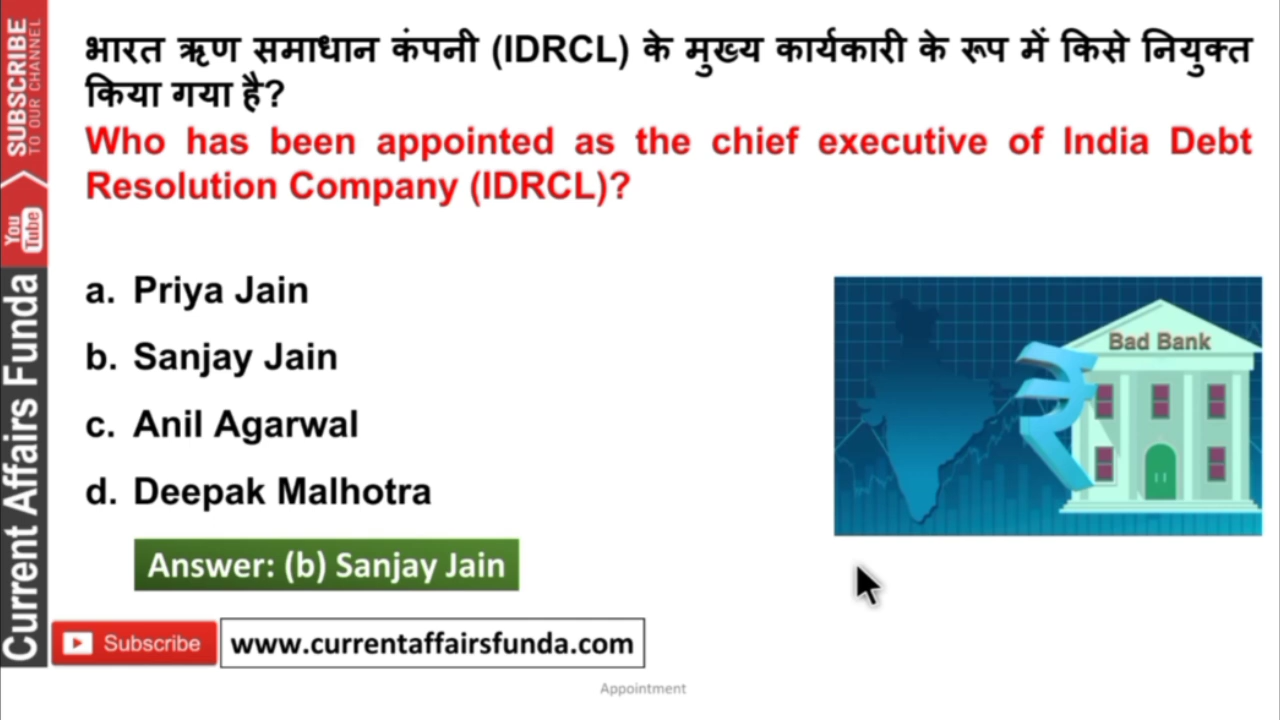 भारत ऋण समाधान कंपनी (IDRCL) के मुख्य कार्यकारी के रूप में किसे नियुक्त
किया गया है?
Who has been appointed as the chief executive of India Debt
Resolution Company (IDRCL)?
a. Priya Jain
b. Sanjay Jain
c. Anil Agarwal
d. Deepak Malhotra
Answer: (b) Sanjay Jain
Bad Bank
Subscribe
www.currentaffairsfunda.com
Appointment
SUBSCRIBE
TO OUR CHANNEL
You
Tube
Current Affairs Funda